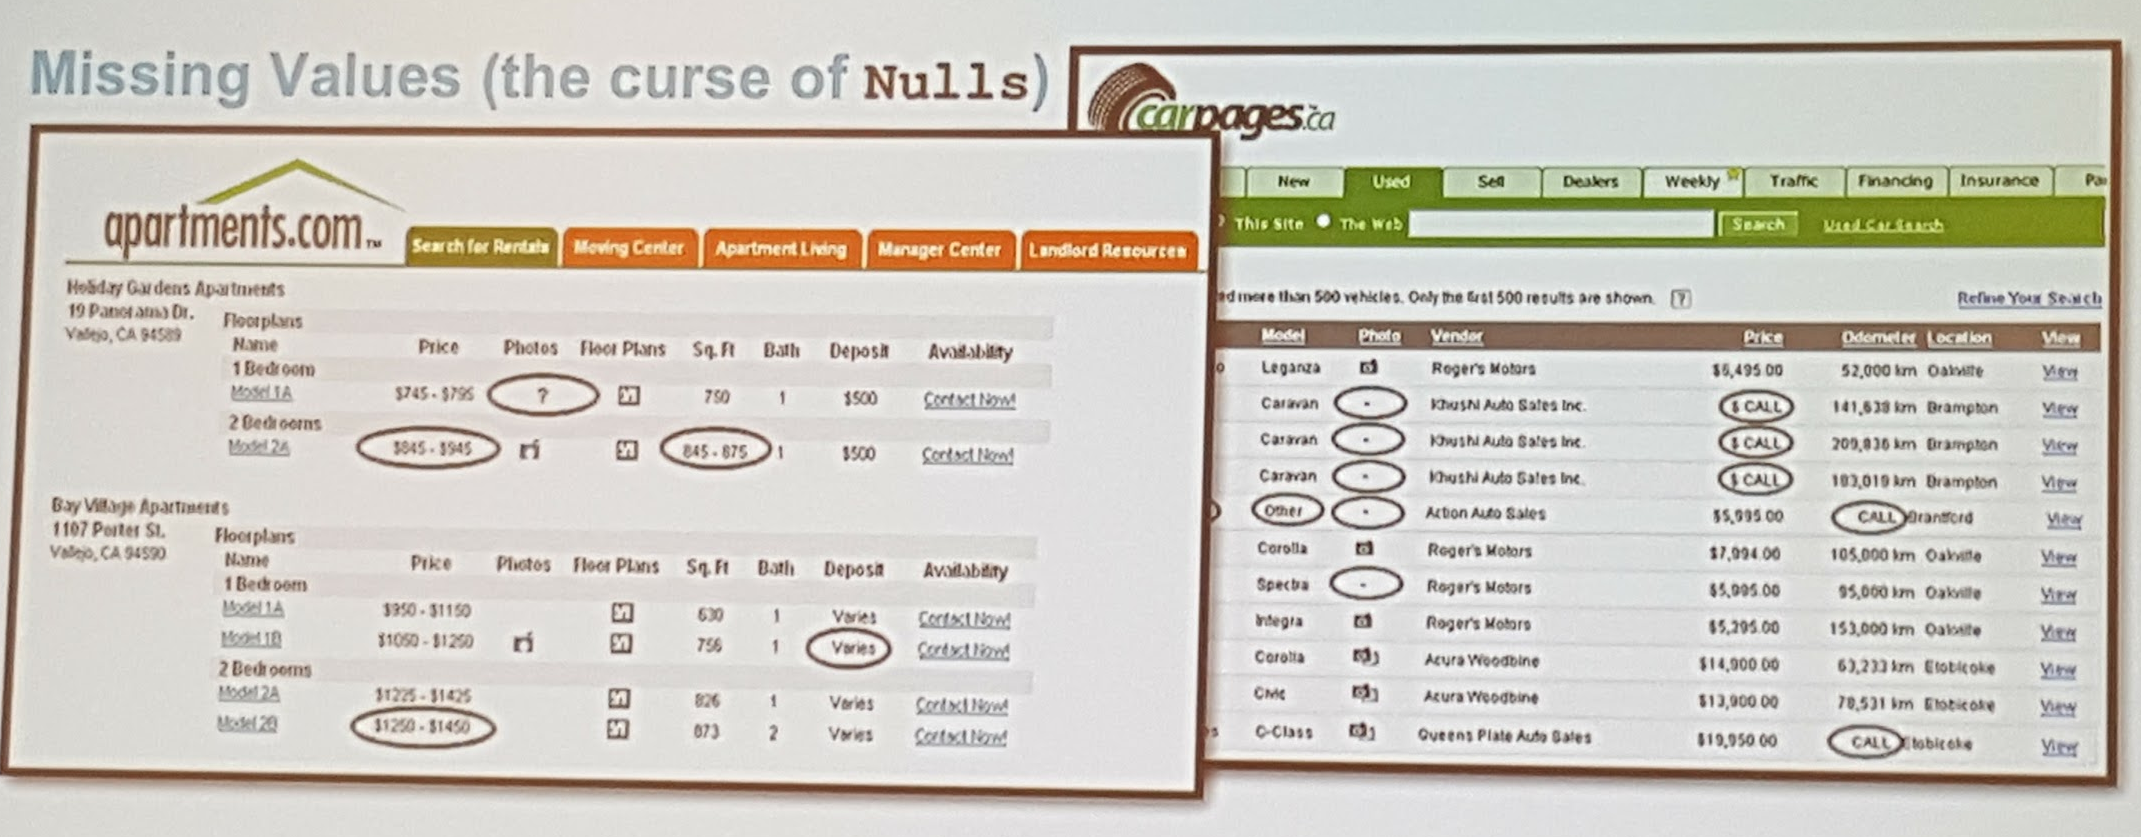 Missing Values (the curse of Nulls)
apartments.com™
Search for Rentals Moving Center Apartment Living Manager Center Landlord Resources
Holiday Gardens Apartments
19 Panorama Dr.
Vallejo, CA 94589
Floorplans
Name Price Photos Floor Plans Sq. Ft Bath Deposit Availability
1 Bedroom
Model 1A $745 - $795 ? 750 1 $500 Contact Now!
2 Bedrooms
Model 2A $845 - $945 845 - 875 1 $500 Contact Now!
Bay Village Apartments
1107 Porter St.
Vallejo, CA 94590
Floorplans
Name Price Photos Floor Plans Sq. Ft Bath Deposit Availability
1 Bedroom
Model 1A $950 - $1150 630 1 Varies Contact Now!
Model 1B $1050 - $1250 756 1 Varies Contact Now!
2 Bedrooms
Model 2A $1225 - $1425 826 1 Varies Contact Now!
Model 2B $1250 - $1450 873 2 Varies Contact Now!
carpages.ca
New Used Sell Dealers Weekly Traffic Financing Insurance
This Site The Web Search Used Car Search
more than 500 vehicles. Only the first 500 results are shown. ? Refine Your Search
Model Photo Vendor Price Odometer Location View
Leganza Roger's Motors $6,495.00 52,000 km Oakville View
Caravan - Khushi Auto Sales Inc. $ CALL 141,638 km Brampton View
Caravan - Khushi Auto Sales Inc. $ CALL 209,836 km Brampton View
Caravan - Khushi Auto Sales Inc. $ CALL 183,019 km Brampton View
Other - Action Auto Sales $5,995.00 CALL Brantford View
Corolla Roger's Motors $7,994.00 105,000 km Oakville View
Spectra - Roger's Motors $5,995.00 95,000 km Oakville View
Integra Roger's Motors $5,295.00 153,000 km Oakville View
Corolla Acura Woodbine $14,900.00 63,233 km Etobicoke View
Civic Acura Woodbine $13,900.00 78,531 km Etobicoke View
C-Class Queens Plate Auto Sales $19,950.00 CALL Etobicoke View